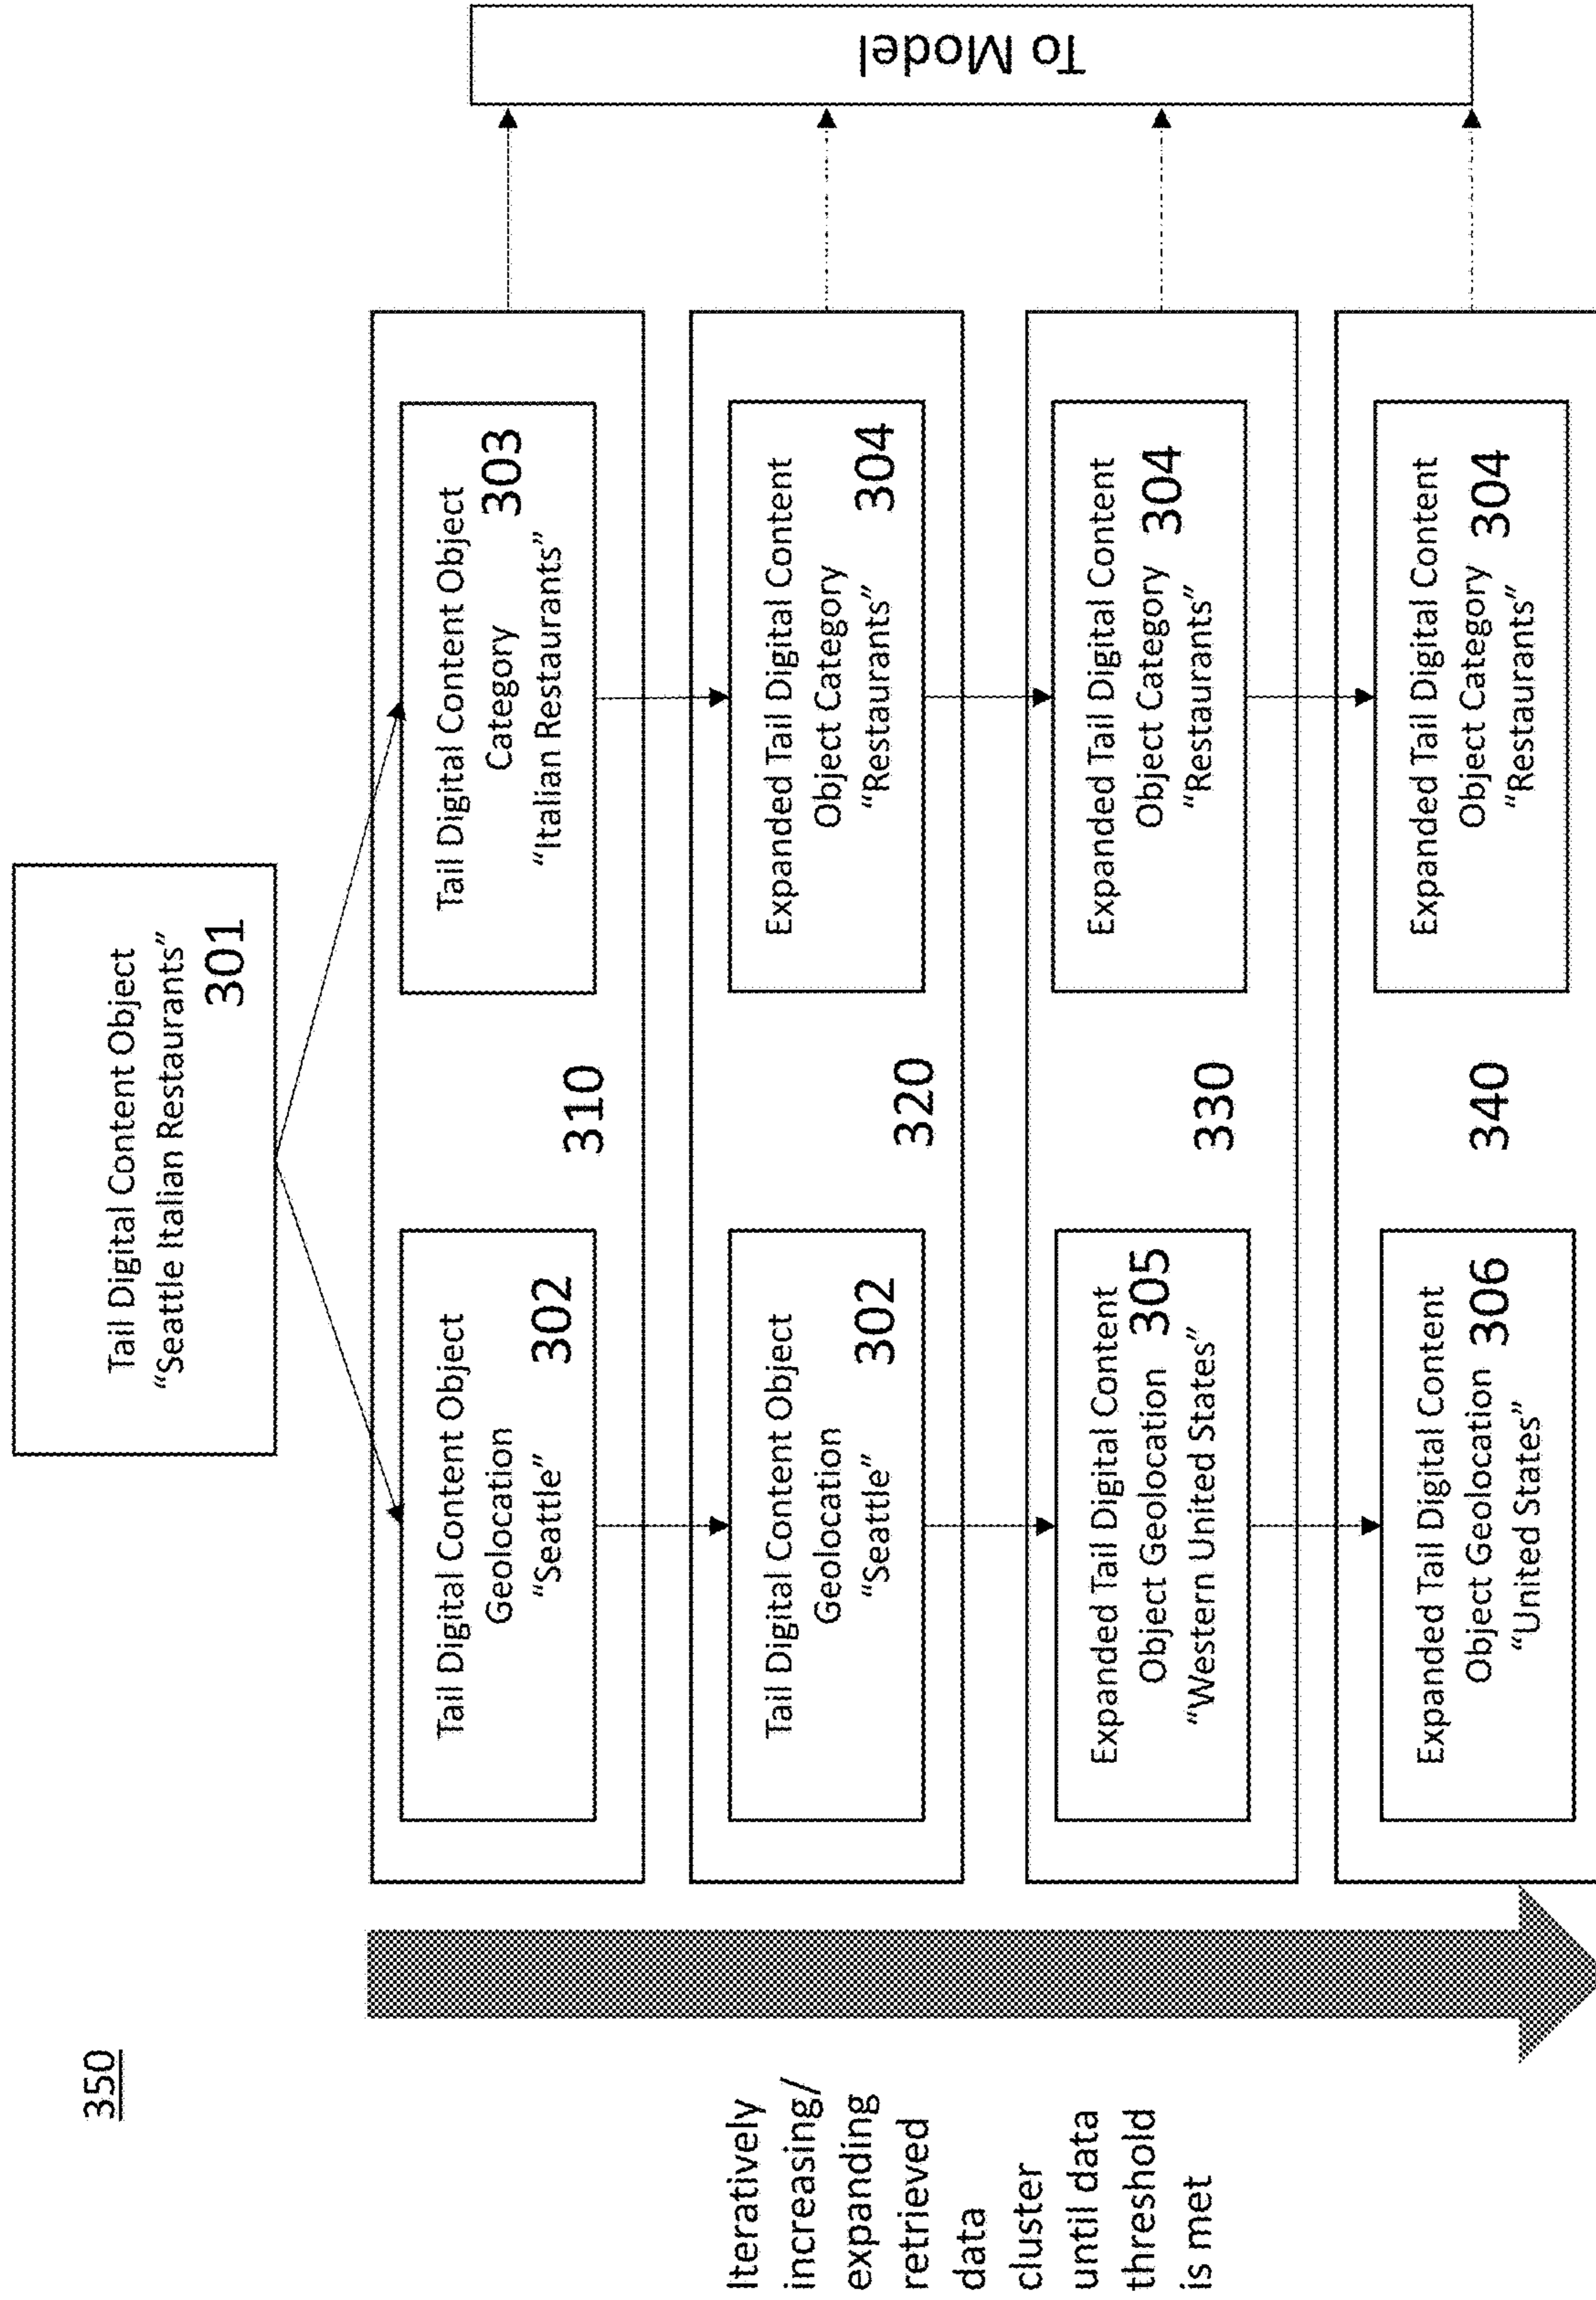 350
Tail Digital Content Object
“Seattle Italian Restaurants”
301
Iteratively
increasing/
expanding
retrieved
data
cluster
until data
threshold
is met
Tail Digital Content Object
Geolocation
“Seattle”
302
310
Tail Digital Content Object
Category
303
“Italian Restaurants”
Tail Digital Content Object
Geolocation
“Seattle”
302
320
Expanded Tail Digital Content
Object Category
“Restaurants”
304
Expanded Tail Digital Content
Object Geolocation 305
“Western United States”
330
Expanded Tail Digital Content
Object Category 304
“Restaurants”
Expanded Tail Digital Content
Object Geolocation 306
“United States”
340
Expanded Tail Digital Content
Object Category 304
“Restaurants”
To Model